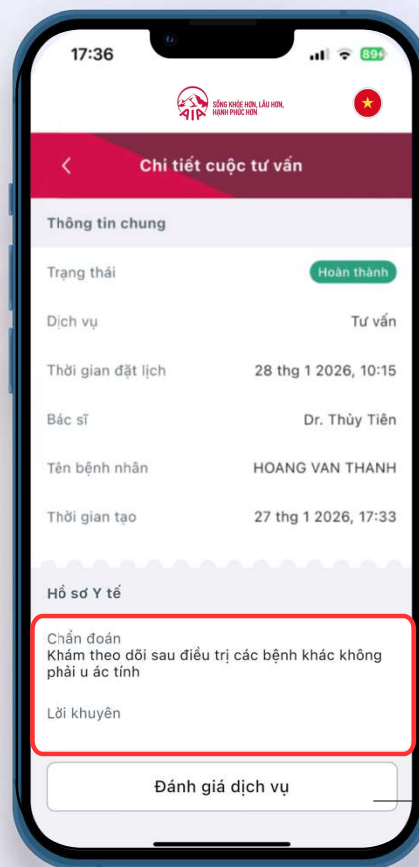 17:36
89
AIA
SỐNG KHỎE HƠN, LÂU HƠN,
HẠNH PHÚC HƠN
Chi tiết cuộc tư vấn
Thông tin chung
Trạng thái Hoàn thành
Dịch vụ Tư vấn
Thời gian đặt lịch 28 thg 1 2026, 10:15
Bác sĩ Dr. Thủy Tiên
Tên bệnh nhân HOANG VAN THANH
Thời gian tạo 27 thg 1 2026, 17:33
Hồ sơ Y tế
Chẩn đoán
Khám theo dõi sau điều trị các bệnh khác không
phải u ác tính
Lời khuyên
Đánh giá dịch vụ